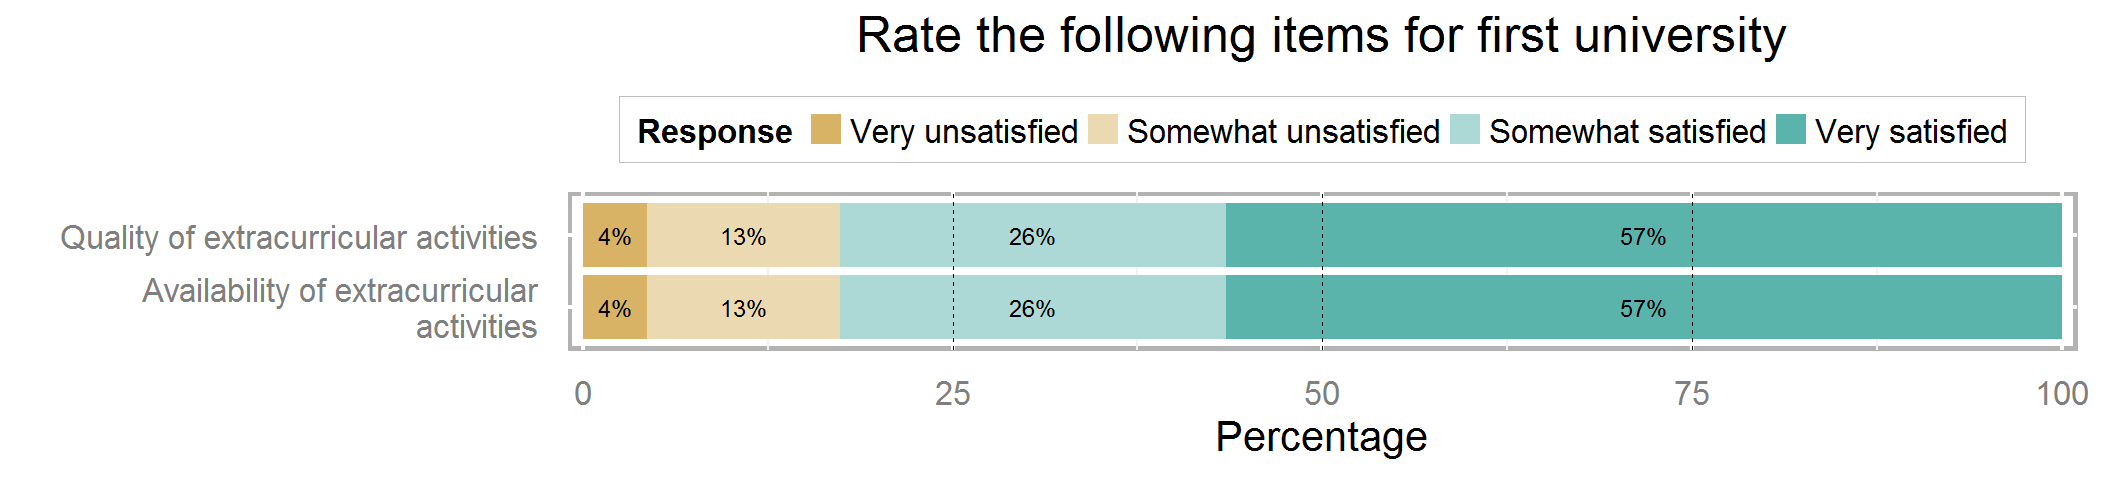 Rate the following items for first university
Response Very unsatisfied Somewhat unsatisfied Somewhat satisfied Very satisfied
Quality of extracurricular activities 4% 13% 26% 57%
Availability of extracurricular
activities
4% 13% 26% 57%
0 25 50 75 100
Percentage